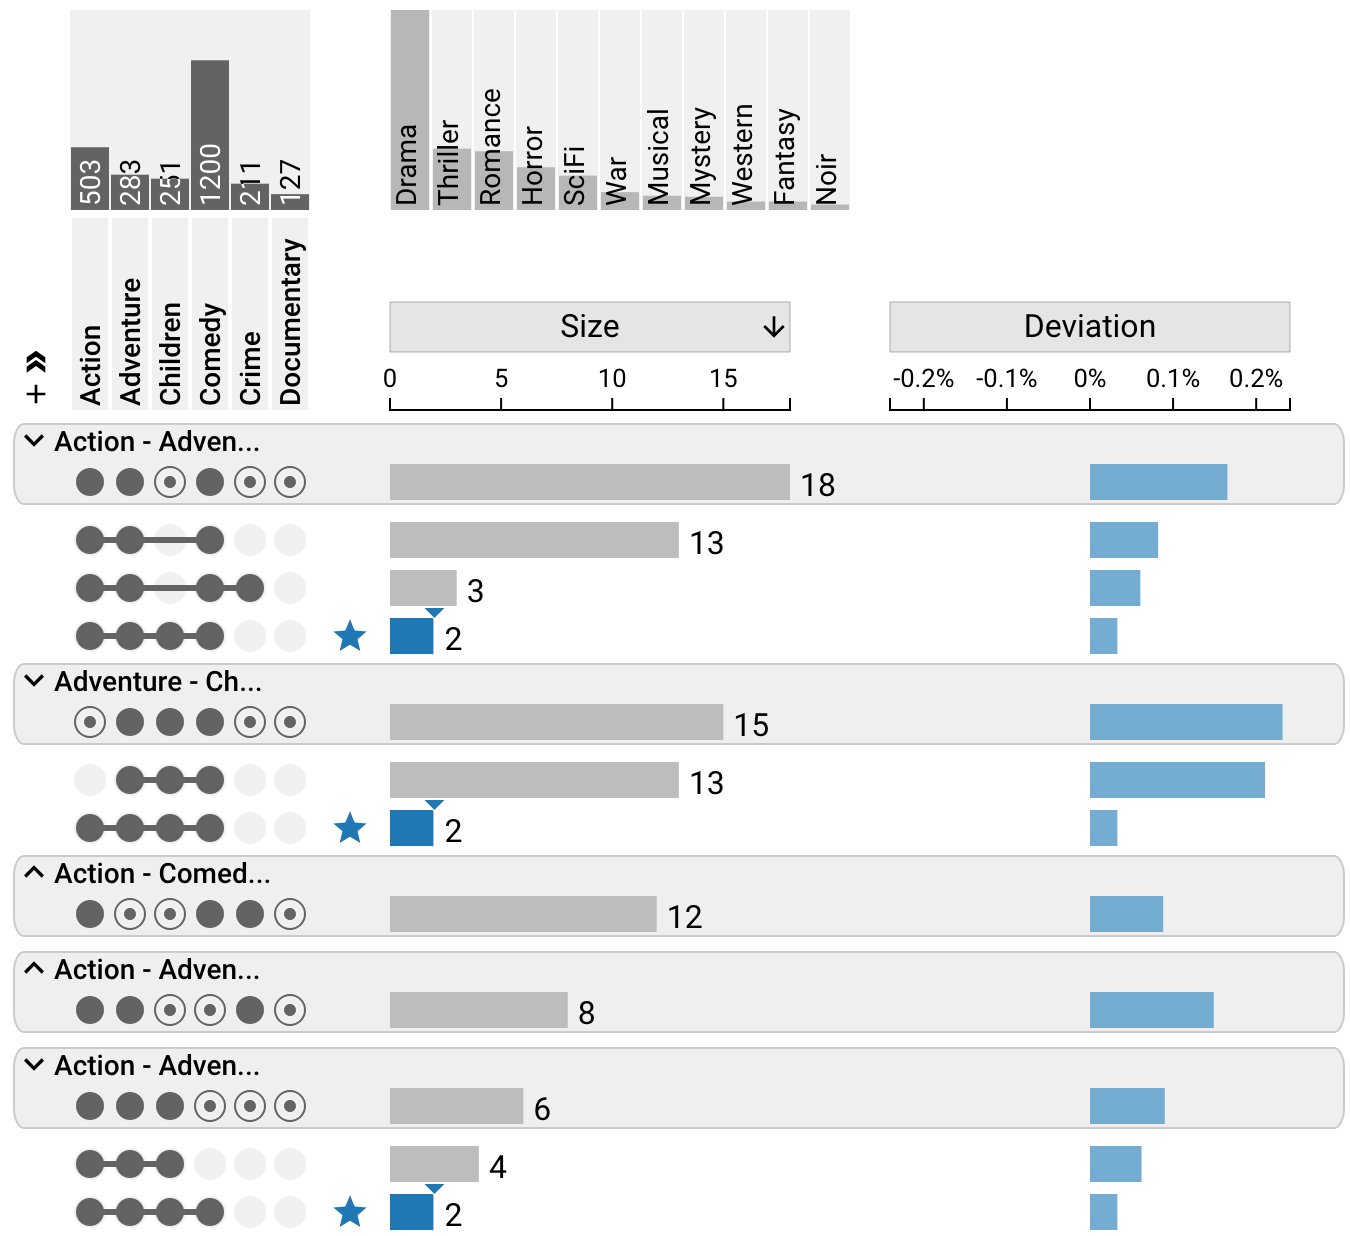 503 283 251 1200 211 127
Drama Thriller Romance Horror SciFi War Musical Mystery Western Fantasy Noir
+ Action Adventure Children Comedy Crime Documentary
Size Deviation
0 5 10 15 -0.2% -0.1% 0% 0.1% 0.2%
Action - Adven...
18
13
3
2
Adventure - Ch...
15
13
2
Action - Comed...
12
Action - Adven...
8
Action - Adven...
6
4
2